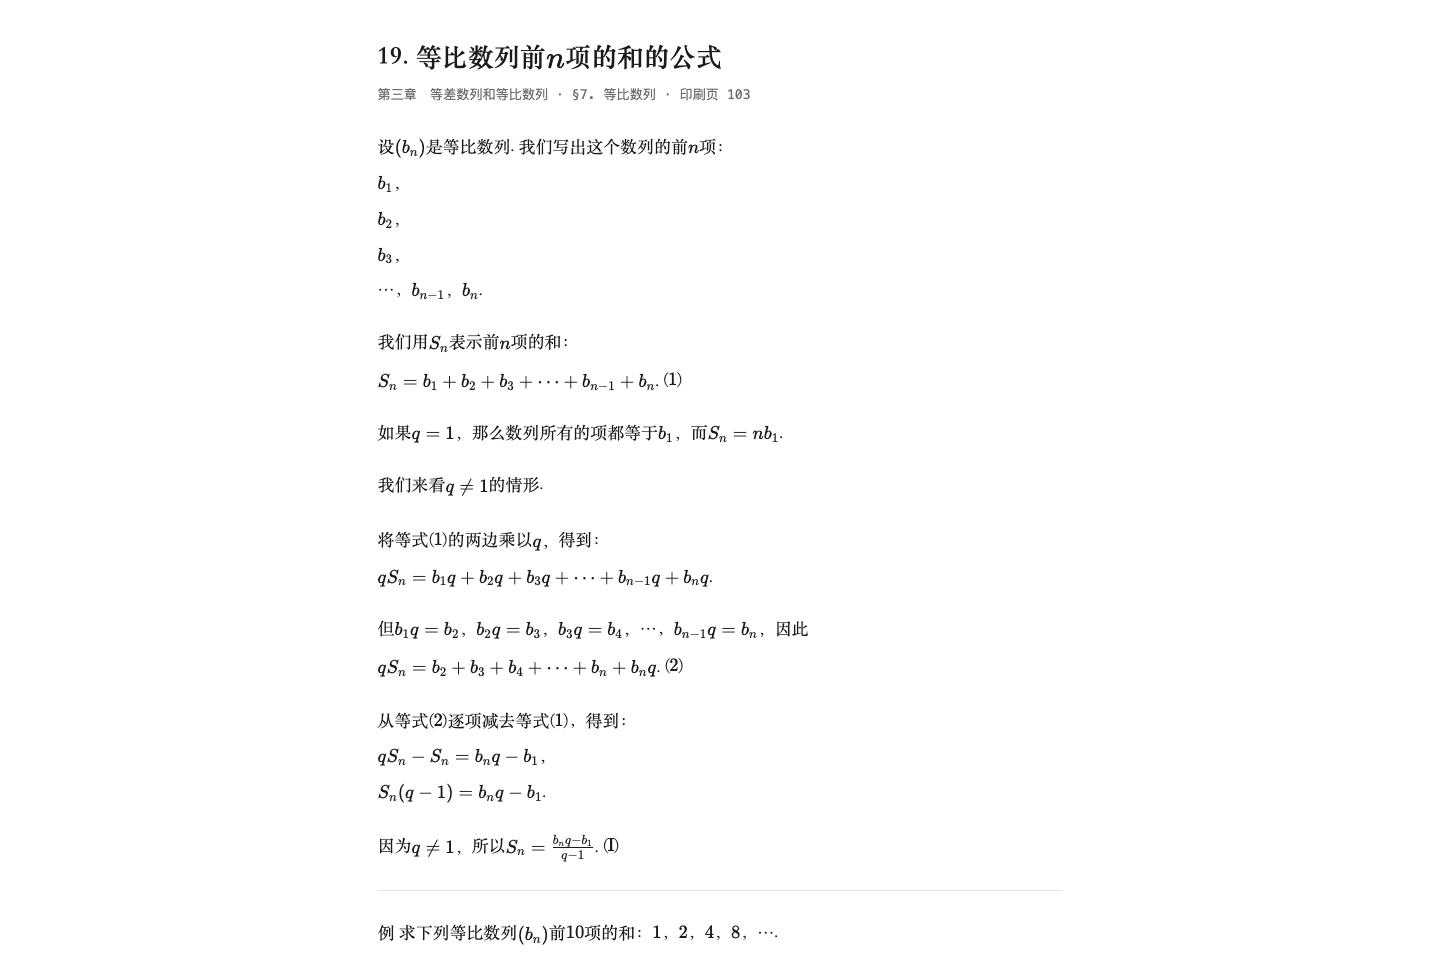 19. 等比数列前n项的和的公式
第三章 等差数列和等比数列 · §7. 等比数列 · 印刷页 103
设(bₙ)是等比数列. 我们写出这个数列的前n项：
b₁，
b₂，
b₃，
…，bₙ₋₁，bₙ.
我们用Sₙ表示前n项的和：
Sₙ = b₁ + b₂ + b₃ + ⋯ + bₙ₋₁ + bₙ. (1)
如果q = 1，那么数列所有的项都等于b₁，而Sₙ = nb₁.
我们来看q ≠ 1的情形.
将等式(1)的两边乘以q，得到：
qSₙ = b₁q + b₂q + b₃q + ⋯ + bₙ₋₁q + bₙq.
但b₁q = b₂，b₂q = b₃，b₃q = b₄，…，bₙ₋₁q = bₙ，因此
qSₙ = b₂ + b₃ + b₄ + ⋯ + bₙ + bₙq. (2)
从等式(2)逐项减去等式(1)，得到：
qSₙ − Sₙ = bₙq − b₁，
Sₙ(q − 1) = bₙq − b₁.
因为q ≠ 1，所以Sₙ = (bₙq−b₁)/(q−1). (I)
例 求下列等比数列(bₙ)前10项的和：1，2，4，8，….